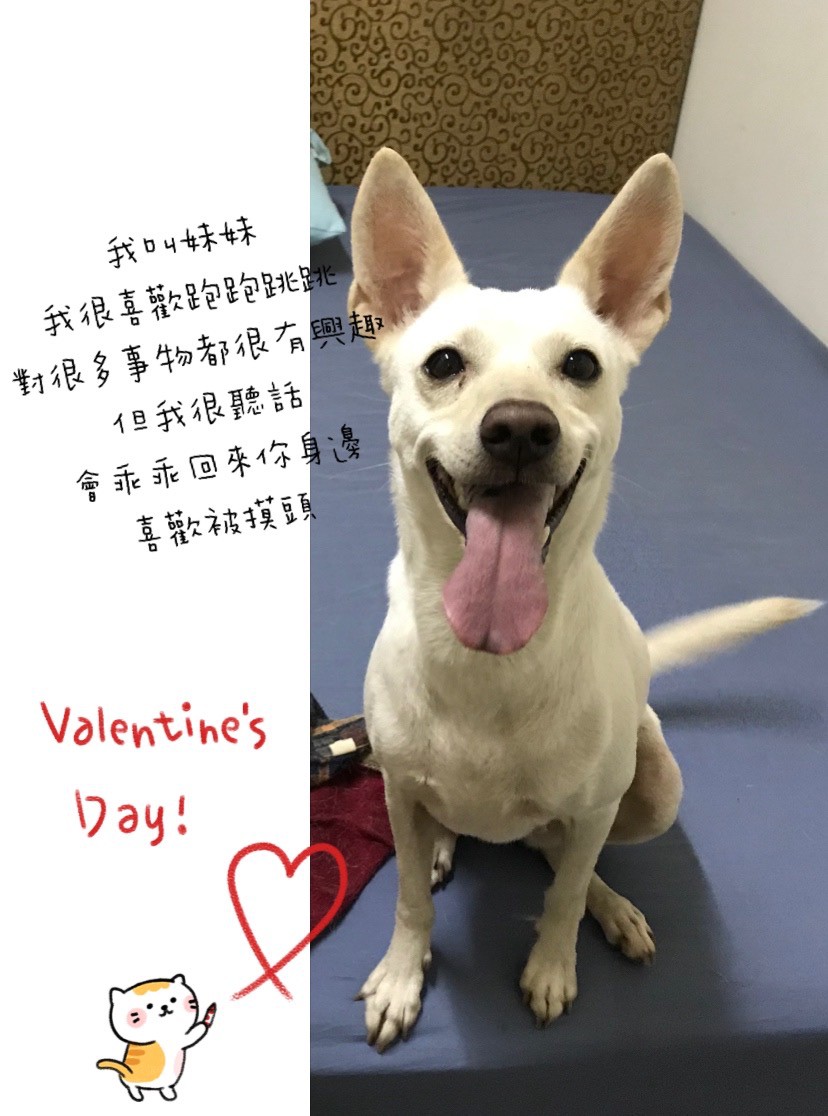 我叫妹妹
我很喜歡跑跑跳跳
對很多事物都很有興趣
但我很聽話
會乖乖回來你身邊
喜歡被摸頭
Valentine's
Day!